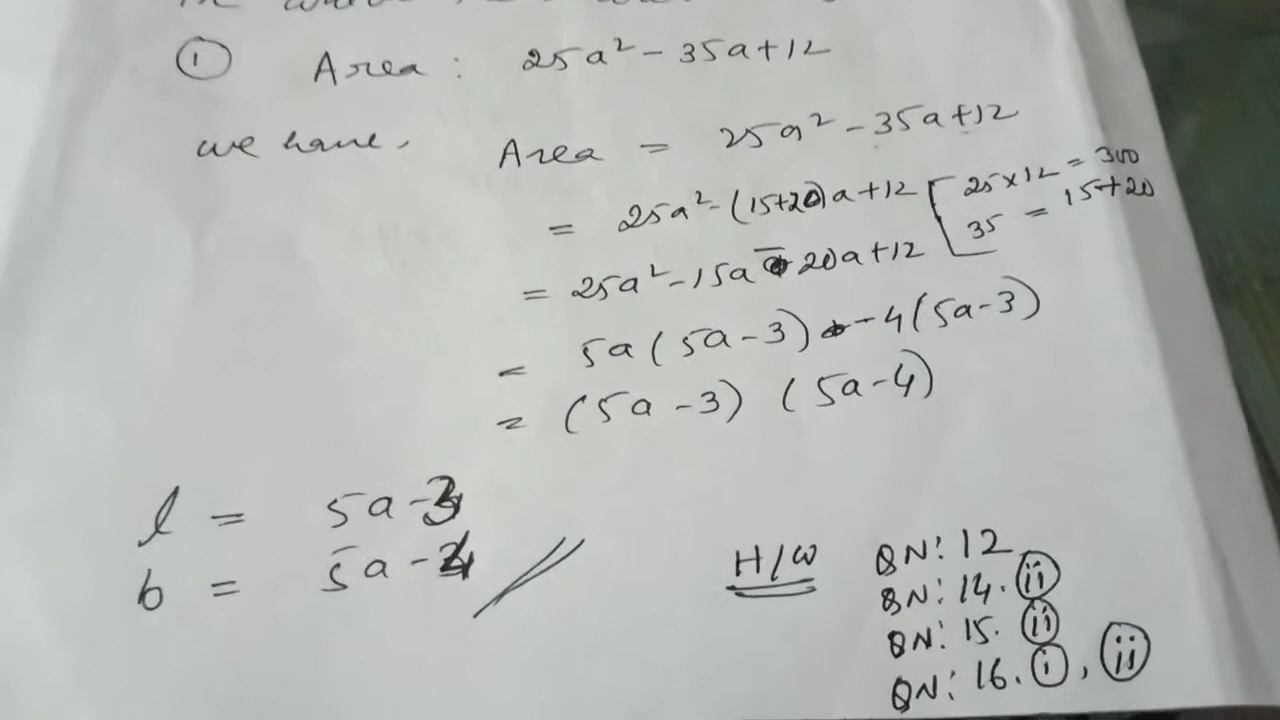 ① Area : 25a² - 35a + 12
we have, Area = 25a² - 35a + 12
= 25a² - (15+20)a + 12 [ 25 × 12 = 300
35 = 15 + 20
= 25a² - 15a - 20a + 12
= 5a (5a - 3) - 4 (5a - 3)
= (5a - 3) (5a - 4)
l = 5a - 3
b = 5a - 4
H/W QN: 12
QN: 14. ⓘⓘ
QN: 15. ⓘⓘ
QN: 16. ⓘ, ⓘⓘ